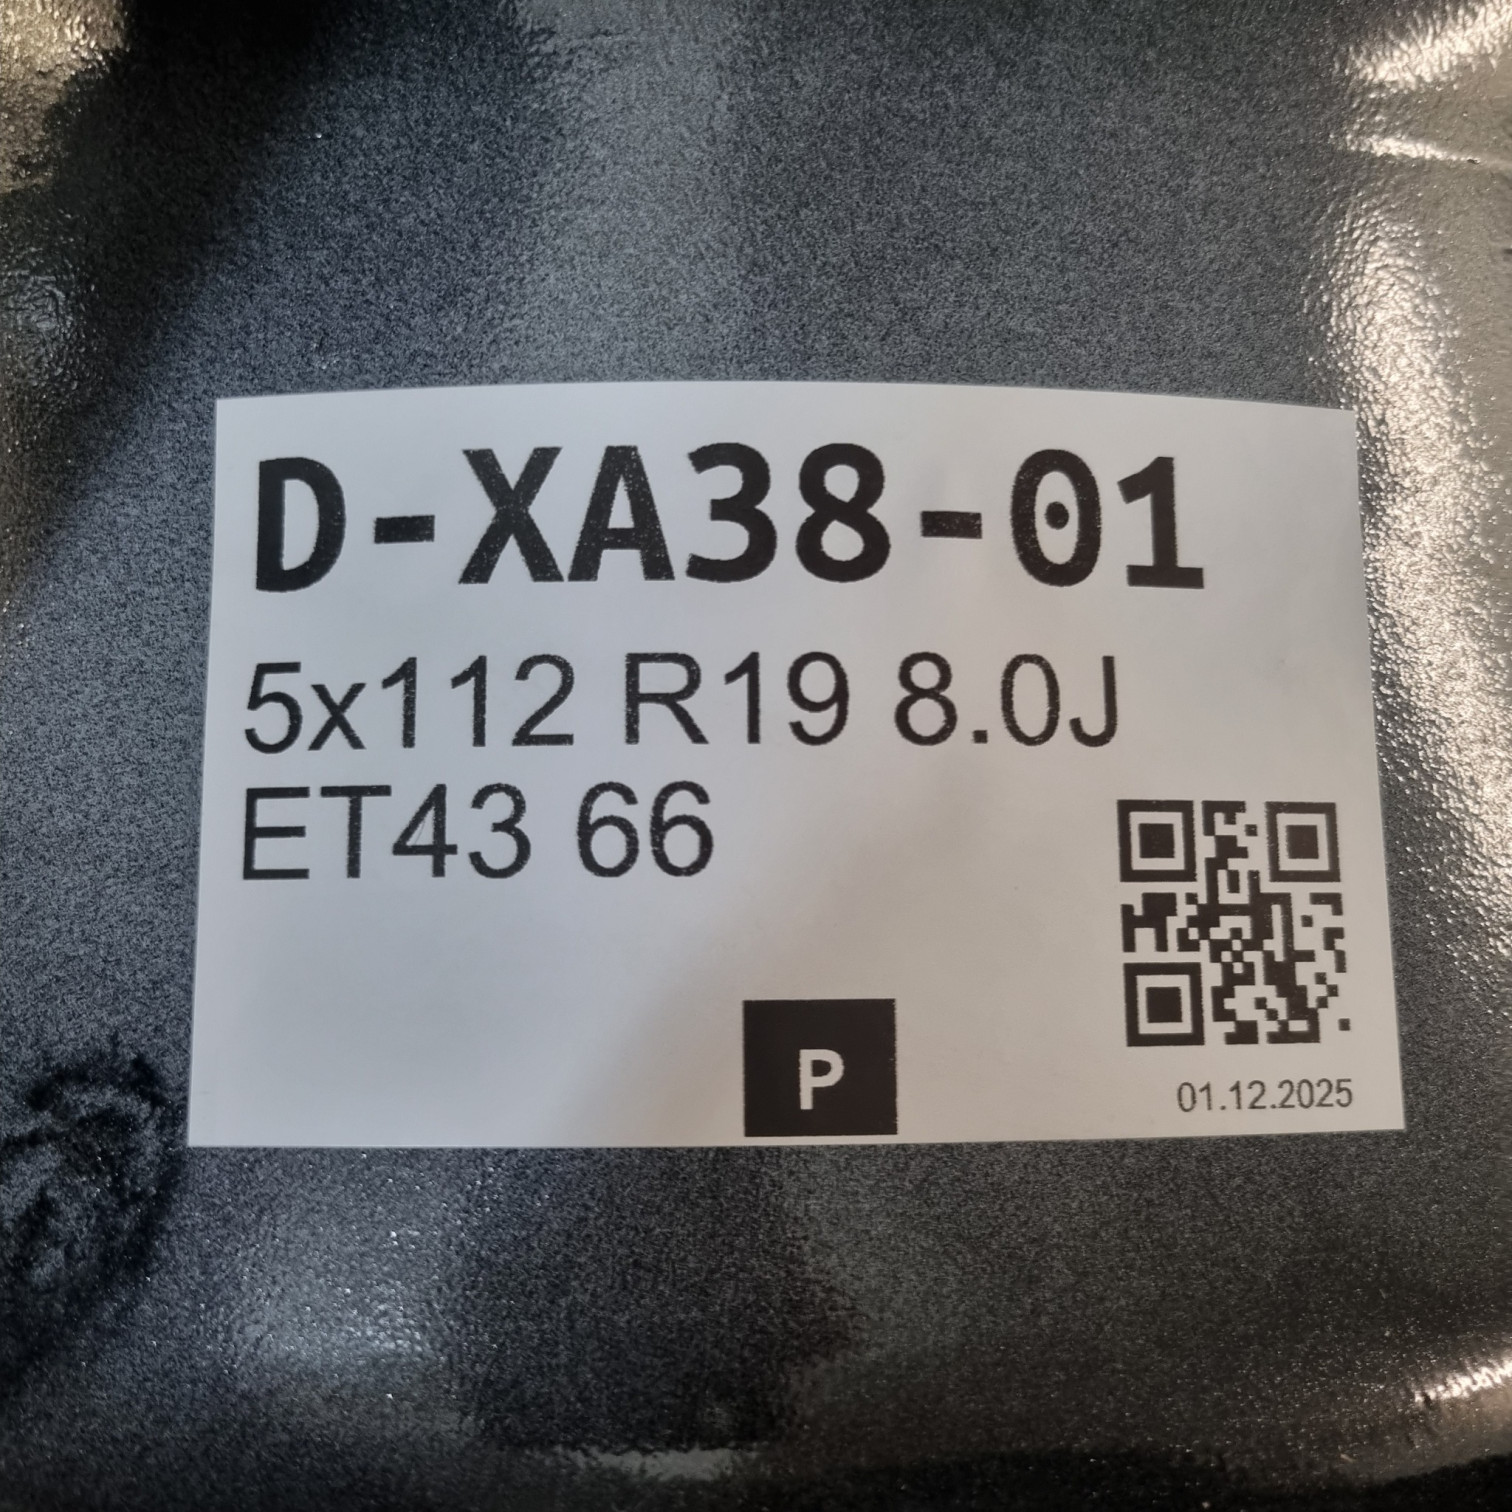 D-XA38-01
5x112 R19 8.0J
ET43 66
P
01.12.2025